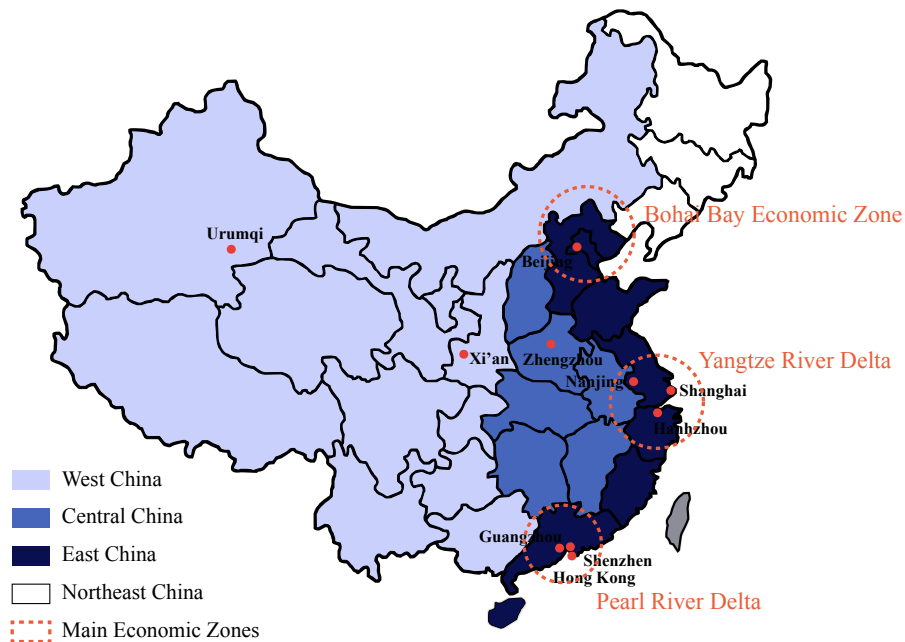 Bohai Bay Economic Zone
Urumqi
Beijing
Xi'an
Zhengzhou
Yangtze River Delta
Nanjing
Shanghai
Hanhzhou
West China
Central China
East China
Northeast China
Main Economic Zones
Guangzhou
Shenzhen
Hong Kong
Pearl River Delta